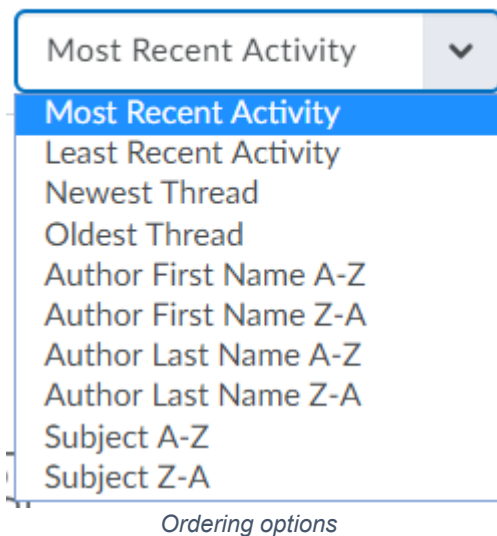 Most Recent Activity
Most Recent Activity
Least Recent Activity
Newest Thread
Oldest Thread
Author First Name A-Z
Author First Name Z-A
Author Last Name A-Z
Author Last Name Z-A
Subject A-Z
Subject Z-A
Ordering options